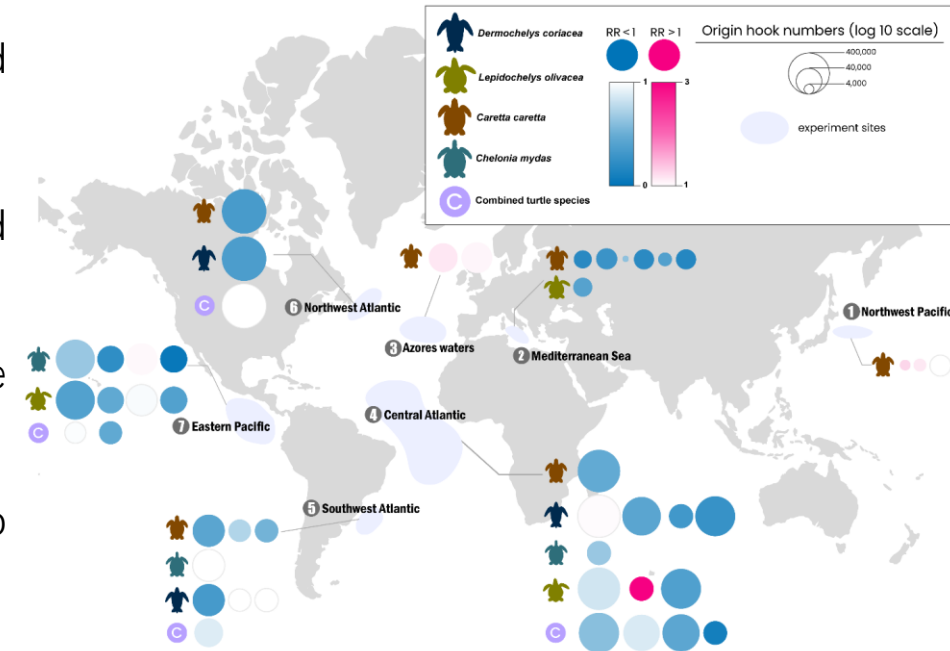 d
d
e
o
Dermochelys coriacea
Lepidochelys olivacea
Caretta caretta
Chelonia mydas
C Combined turtle species
RR <1 RR >1
1 3
0 1
Origin hook numbers (log 10 scale)
400,000
40,000
4,000
experiment sites
C
6 Northwest Atlantic
3 Azores waters
2 Mediterranean Sea
1 Northwest Pacific
C
7 Eastern Pacific
4 Central Atlantic
5 Southwest Atlantic
C
C